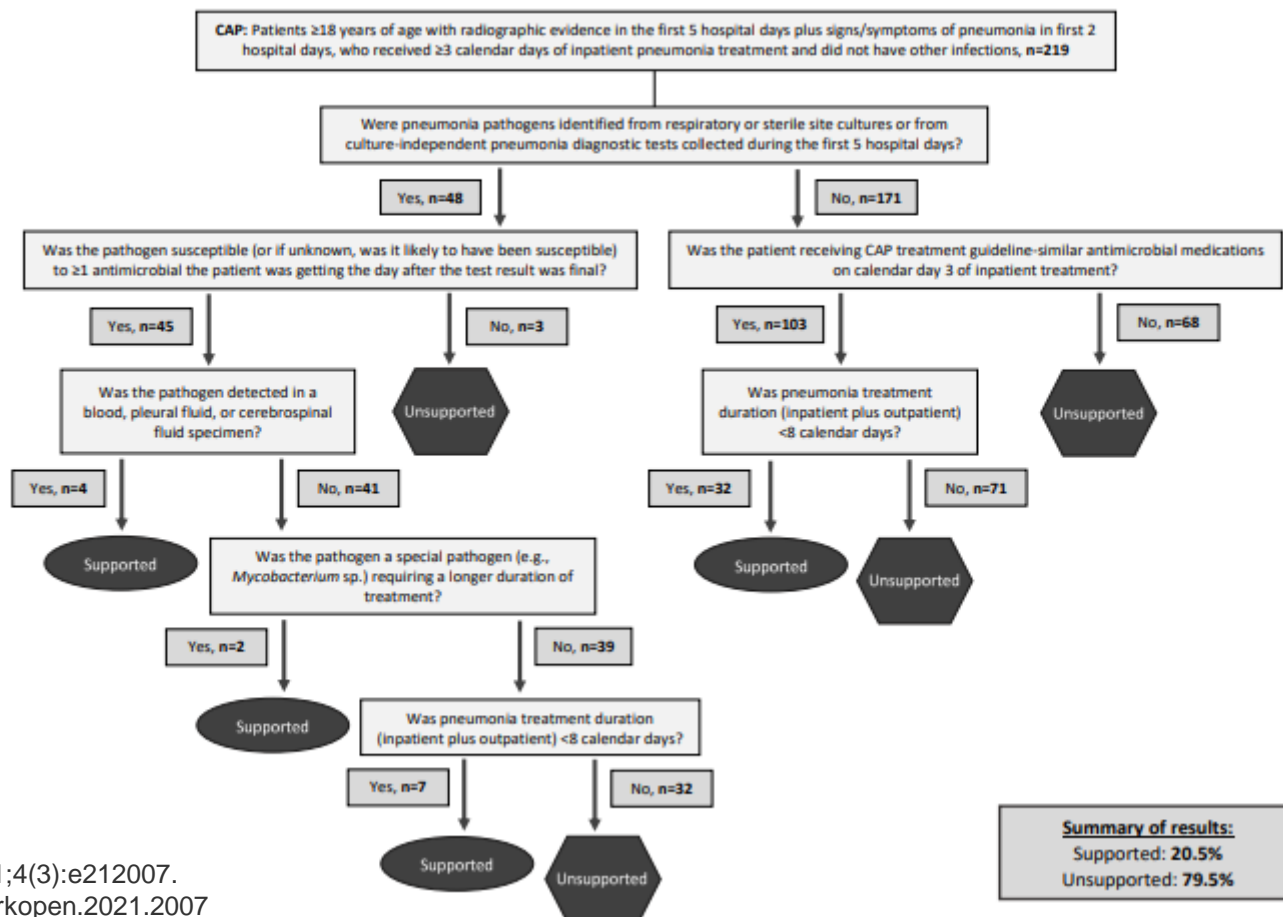 CAP: Patients ≥18 years of age with radiographic evidence in the first 5 hospital days plus signs/symptoms of pneumonia in first 2
hospital days, who received ≥3 calendar days of inpatient pneumonia treatment and did not have other infections, n=219
Were pneumonia pathogens identified from respiratory or sterile site cultures or from
culture-independent pneumonia diagnostic tests collected during the first 5 hospital days?
Yes, n=48
No, n=171
Was the pathogen susceptible (or if unknown, was it likely to have been susceptible)
to ≥1 antimicrobial the patient was getting the day after the test result was final?
Was the patient receiving CAP treatment guideline-similar antimicrobial medications
on calendar day 3 of inpatient treatment?
Yes, n=45
No, n=3
Yes, n=103
No, n=68
Was the pathogen detected in a
blood, pleural fluid, or cerebrospinal
fluid specimen?
Unsupported
Was pneumonia treatment
duration (inpatient plus outpatient)
<8 calendar days?
Unsupported
Yes, n=4
No, n=41
Yes, n=32
No, n=71
Supported
Was the pathogen a special pathogen (e.g.,
Mycobacterium sp.) requiring a longer duration of
treatment?
Supported
Unsupported
Yes, n=2
No, n=39
Supported
Was pneumonia treatment duration
(inpatient plus outpatient) <8 calendar days?
Yes, n=7
No, n=32
Supported
Unsupported
Summary of results:
Supported: 20.5%
Unsupported: 79.5%
1;4(3):e212007.
rkopen.2021.2007